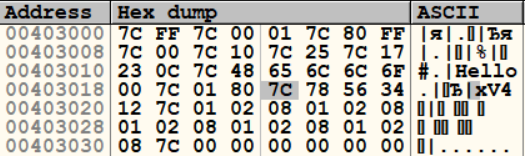 Address Hex dump ASCII
00403000 7C FF 7C 00 01 7C 80 FF |я|.▯|Ђя
00403008 7C 00 7C 10 7C 25 7C 17 |.|▯|%|▯
00403010 23 0C 7C 48 65 6C 6C 6F #.|Hello
00403018 00 7C 01 80 7C 78 56 34 .|▯Ђ|xV4
00403020 12 7C 01 02 08 01 02 08 ▯|▯▯▯▯▯▯
00403028 01 02 08 01 02 08 01 02 ▯▯▯▯▯▯▯▯
00403030 08 7C 00 00 00 00 00 00 ▯|......